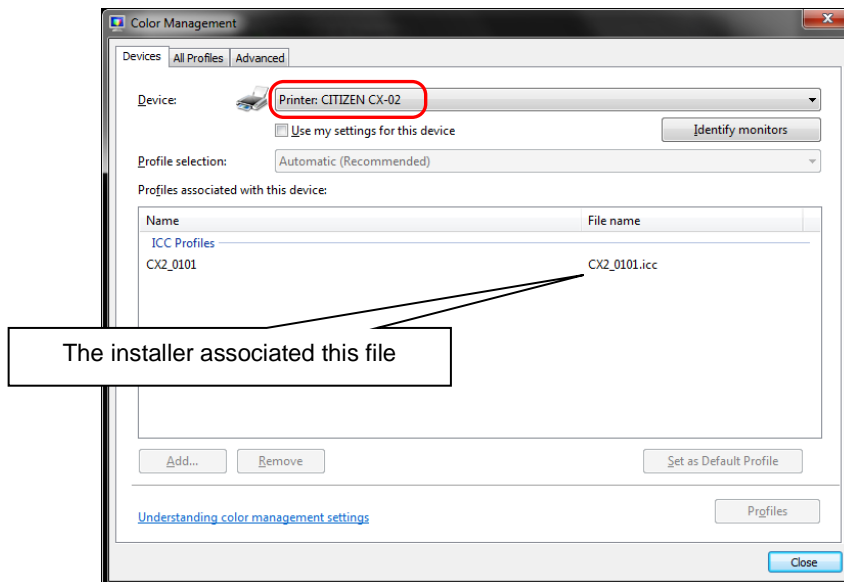 Color Management
Devices All Profiles Advanced
Device: Printer: CITIZEN CX-02
Use my settings for this device Identify monitors
Profile selection: Automatic (Recommended)
Profiles associated with this device:
Name File name
ICC Profiles
CX2_0101 CX2_0101.icc
The installer associated this file
Add... Remove Set as Default Profile
Understanding color management settings Profiles
Close